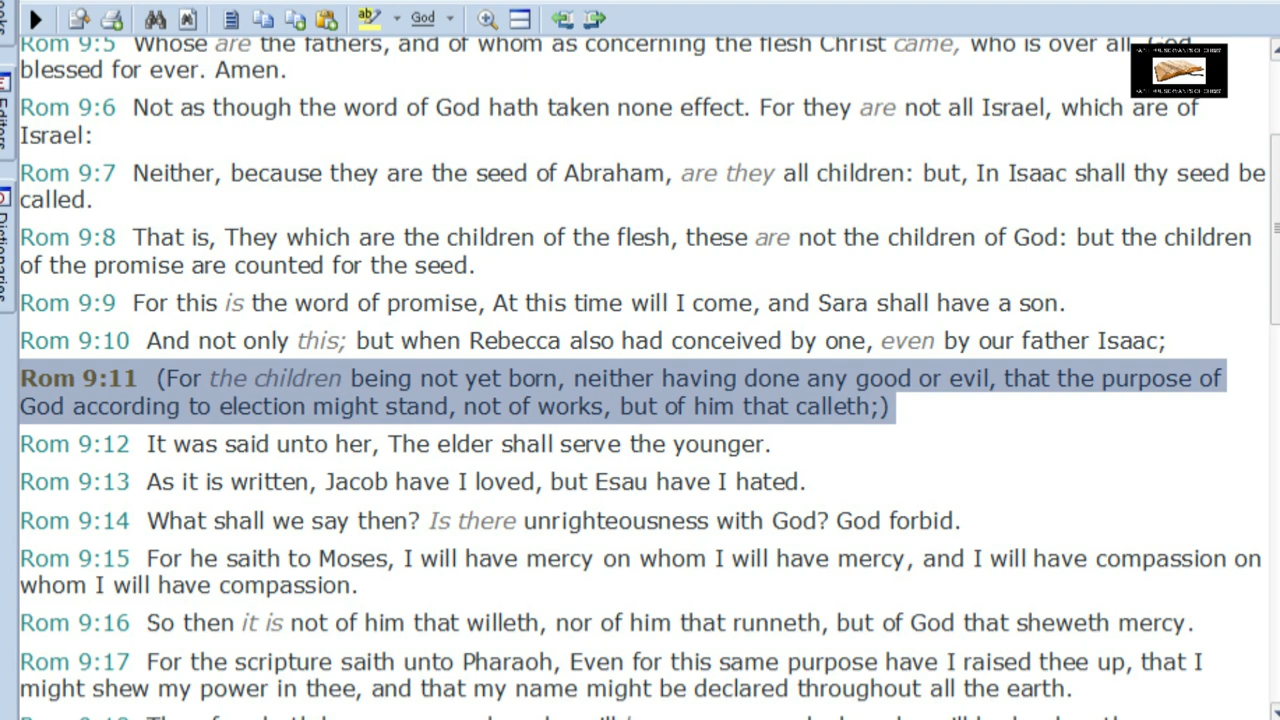 God
Rom 9:5 Whose are the fathers, and of whom as concerning the flesh Christ came, who is over all, God
blessed for ever. Amen.
Rom 9:6 Not as though the word of God hath taken none effect. For they are not all Israel, which are of
Israel:
Rom 9:7 Neither, because they are the seed of Abraham, are they all children: but, In Isaac shall thy seed be
called.
Rom 9:8 That is, They which are the children of the flesh, these are not the children of God: but the children
of the promise are counted for the seed.
Rom 9:9 For this is the word of promise, At this time will I come, and Sara shall have a son.
Rom 9:10 And not only this; but when Rebecca also had conceived by one, even by our father Isaac;
Rom 9:11 (For the children being not yet born, neither having done any good or evil, that the purpose of
God according to election might stand, not of works, but of him that calleth;)
Rom 9:12 It was said unto her, The elder shall serve the younger.
Rom 9:13 As it is written, Jacob have I loved, but Esau have I hated.
Rom 9:14 What shall we say then? Is there unrighteousness with God? God forbid.
Rom 9:15 For he saith to Moses, I will have mercy on whom I will have mercy, and I will have compassion on
whom I will have compassion.
Rom 9:16 So then it is not of him that willeth, nor of him that runneth, but of God that sheweth mercy.
Rom 9:17 For the scripture saith unto Pharaoh, Even for this same purpose have I raised thee up, that I
might shew my power in thee, and that my name might be declared throughout all the earth.
Editors
Dictionaries